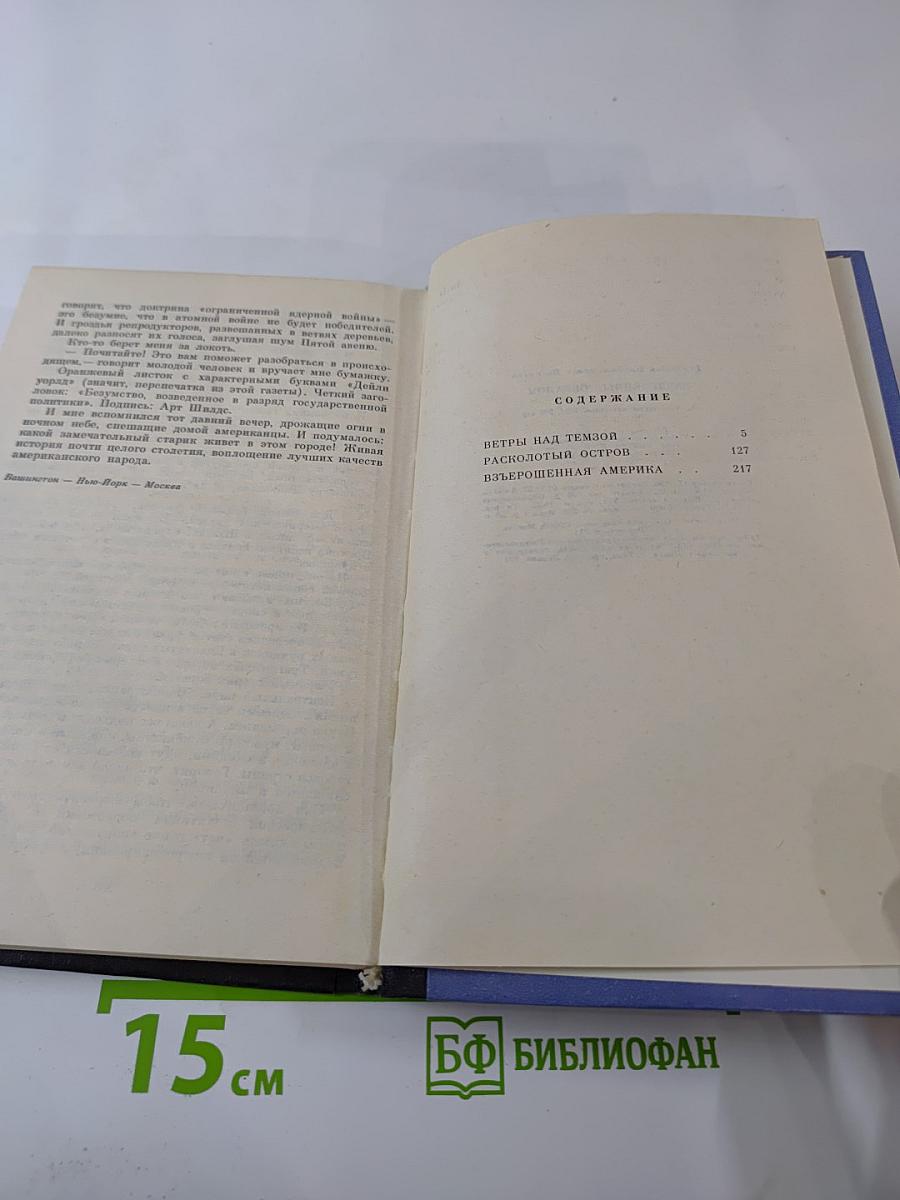 говорят, что доктрина «ограниченной ядерной войны» —
это безумие, что в атомной войне не будет победителей.
И гроздья репродукторов, развешанных в ветвях деревьев,
далеко разносят их голоса, заглушая шум Пятой авеню.
Кто-то берет меня за локоть.
— Почитайте! Это вам поможет разобраться в происхо-
дящем, — говорит молодой человек и вручает мне бумажку.
Оранжевый листок с характерными буквами «Дейли
уорлд» (значит, перепечатка из этой газеты). Четкий заго-
ловок: «Безумство, возведенное в разряд государственной
политики». Подпись: Арт Шилдс.
И мне вспомнился тот давний вечер, дрожащие огни в
ночном небе, спешащие домой американцы. И подумалось:
какой замечательный старик живет в этом городе! Живая
история почти целого столетия, воплощение лучших качеств
американского народа.
Вашингтон — Нью-Йорк — Москва
СОДЕРЖАНИЕ
ВЕТРЫ НАД ТЕМЗОЙ . . . . . . 5
РАСКОЛОТЫЙ ОСТРОВ . . . 127
ВЗЪЕРОШЕННАЯ АМЕРИКА . . 217
15 см
БФ БИБЛИОФАН